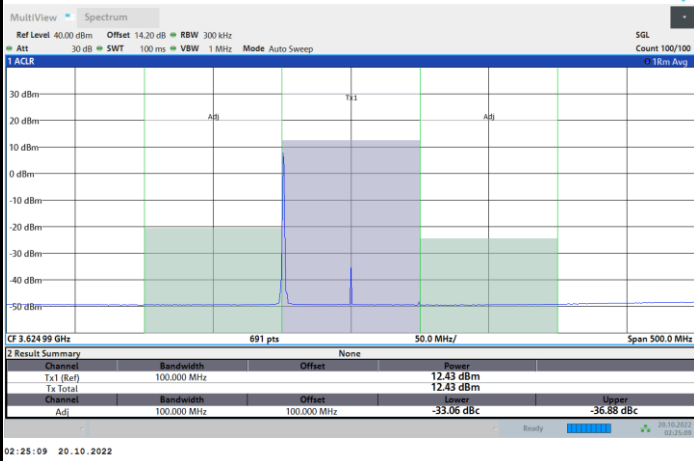 MultiView Spectrum
Ref Level 40.00 dBm Offset 14.20 dB RBW 300 kHz SGL
Att 30 dB SWT 100 ms VBW 1 MHz Mode Auto Sweep Count 100/100
1 ACLR 1Rm Avg
30 dBm
Tx1
20 dBm Adj Adj
10 dBm
0 dBm
-10 dBm
-20 dBm
-30 dBm
-40 dBm
-50 dBm
CF 3.624 99 GHz 691 pts 50.0 MHz/ Span 500.0 MHz
2 Result Summary None
Channel Bandwidth Offset Power
Tx1 (Ref) 100.000 MHz 12.43 dBm
Tx Total 12.43 dBm
Channel Bandwidth Offset Lower Upper
Adj 100.000 MHz 100.000 MHz -33.06 dBc -36.88 dBc
Ready 20.10.2022
02:25:09
02:25:09 20.10.2022